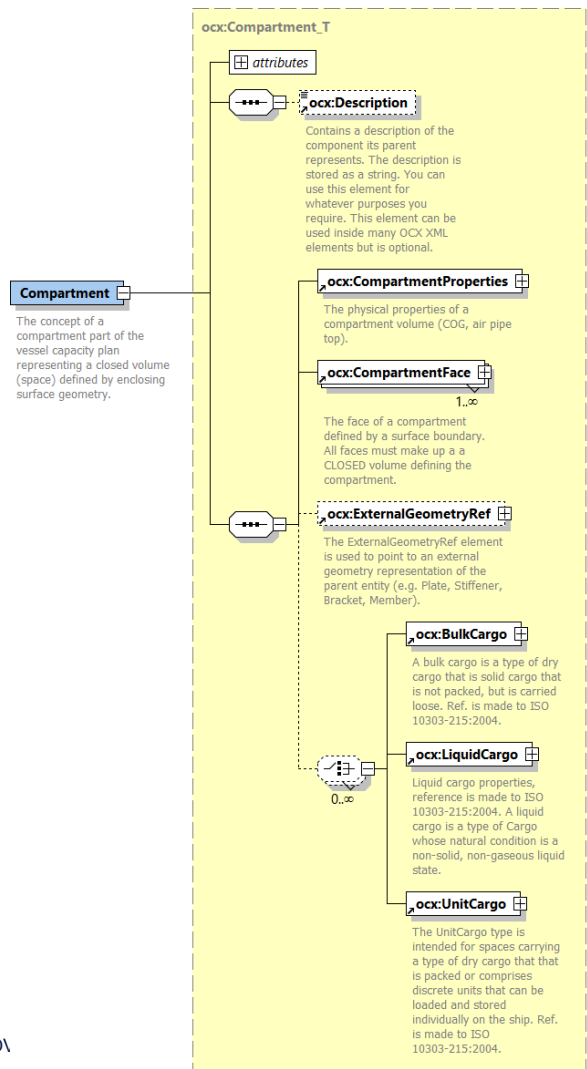 ocx:Compartment_T
attributes
ocx:Description
Contains a description of the
component its parent
represents. The description is
stored as a string. You can
use this element for
whatever purposes you
require. This element can be
used inside many OCX XML
elements but is optional.
Compartment
The concept of a
compartment part of the
vessel capacity plan
representing a closed volume
(space) defined by enclosing
surface geometry.
ocx:CompartmentProperties
The physical properties of a
compartment volume (COG, air pipe
top).
ocx:CompartmentFace
1..∞
The face of a compartment
defined by a surface boundary.
All faces must make up a a
CLOSED volume defining the
compartment.
ocx:ExternalGeometryRef
The ExternalGeometryRef element
is used to point to an external
geometry representation of the
parent entity (e.g. Plate, Stiffener,
Bracket, Member).
ocx:BulkCargo
A bulk cargo is a type of dry
cargo that is solid cargo that
is not packed, but is carried
loose. Ref. is made to ISO
10303-215:2004.
ocx:LiquidCargo
0..∞
Liquid cargo properties,
reference is made to ISO
10303-215:2004. A liquid
cargo is a type of Cargo
whose natural condition is a
non-solid, non-gaseous liquid
state.
ocx:UnitCargo
The UnitCargo type is
intended for spaces carrying
a type of dry cargo that that
is packed or comprises
discrete units that can be
loaded and stored
individually on the ship. Ref.
is made to ISO
10303-215:2004.